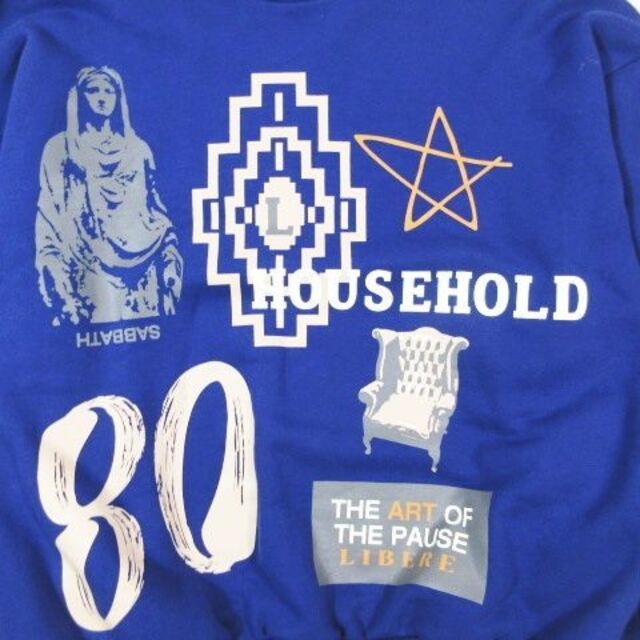 L
HOUSEHOLD
SABBATH
80
THE ART OF
THE PAUSE
LIBERE